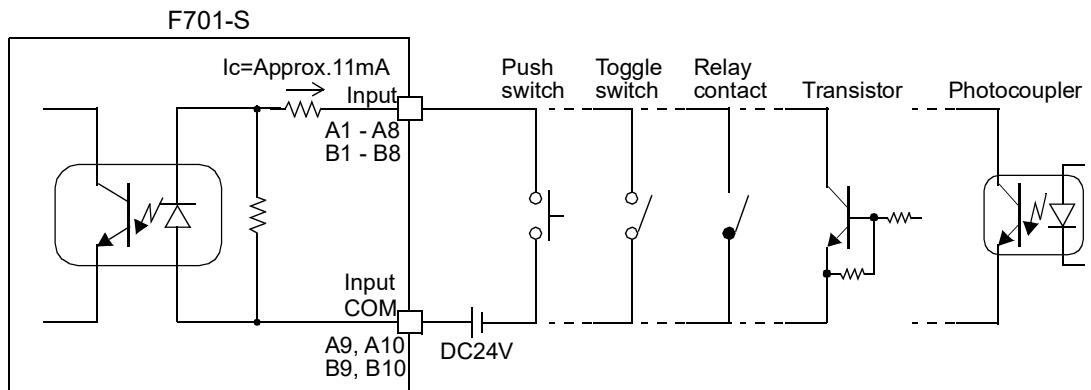 F701-S
Ic=Approx.11mA
Input
A1 - A8
B1 - B8
Push
switch
Toggle
switch
Relay
contact
Transistor
Photocoupler
Input
COM
A9, A10
B9, B10
DC24V